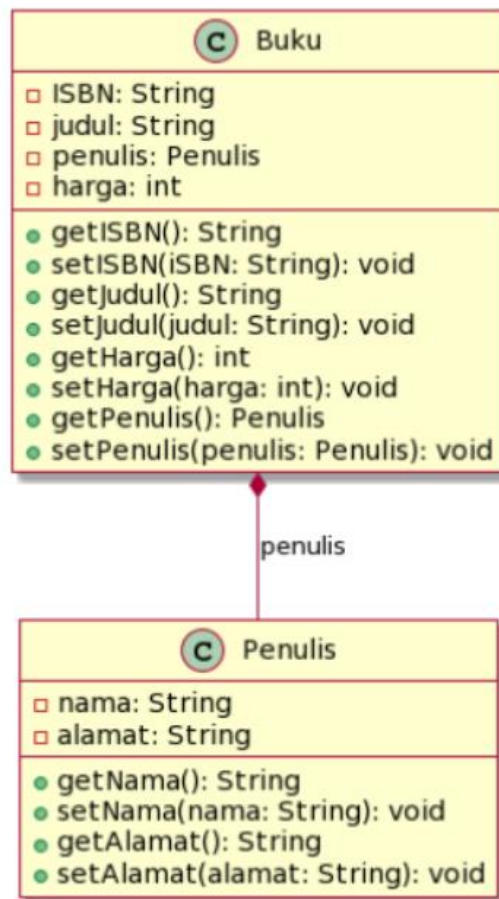 C Buku
ISBN: String
judul: String
penulis: Penulis
harga: int
getISBN(): String
setISBN(iSBN: String): void
getJudul(): String
setJudul(judul: String): void
getHarga(): int
setHarga(harga: int): void
getPenulis(): Penulis
setPenulis(penulis: Penulis): void
penulis
C Penulis
nama: String
alamat: String
getNama(): String
setNama(nama: String): void
getAlamat(): String
setAlamat(alamat: String): void